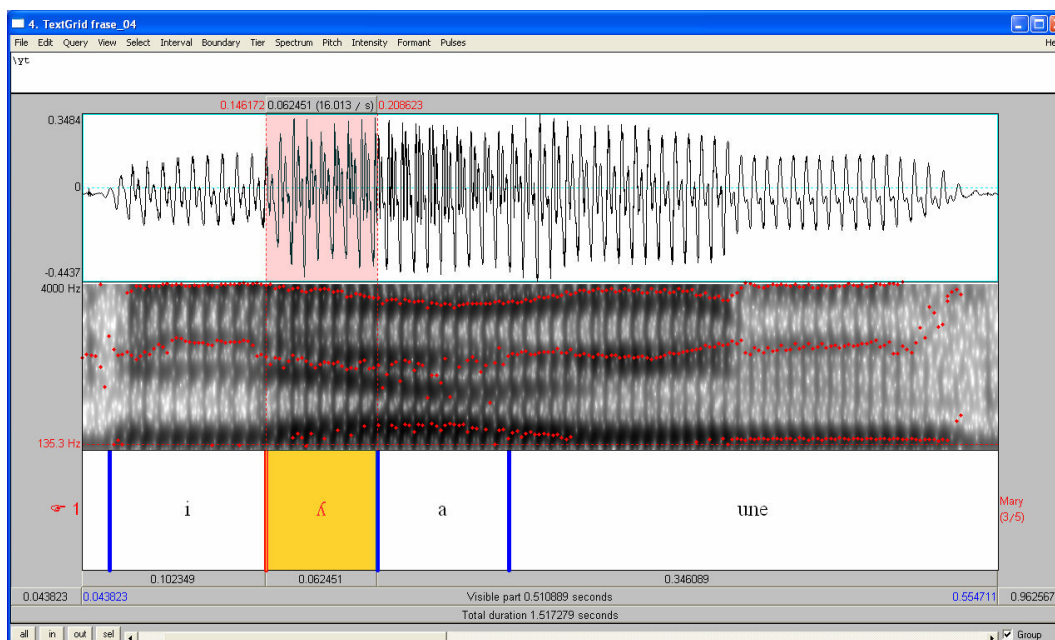 4. TextGrid frase_04
File Edit Query View Select Interval Boundary Tier Spectrum Pitch Intensity Formant Pulses He
\yt
0.146172 0.062451 (16.013 / s) 0.208623
0.3484
0
-0.4437
4000 Hz
135.3 Hz
1 i ʎ a une Mary
(3/5)
0.102349 0.062451 0.346089
0.043823 0.043823 Visible part 0.510889 seconds 0.554711 0.962567
Total duration 1.517279 seconds
all in out sel Group